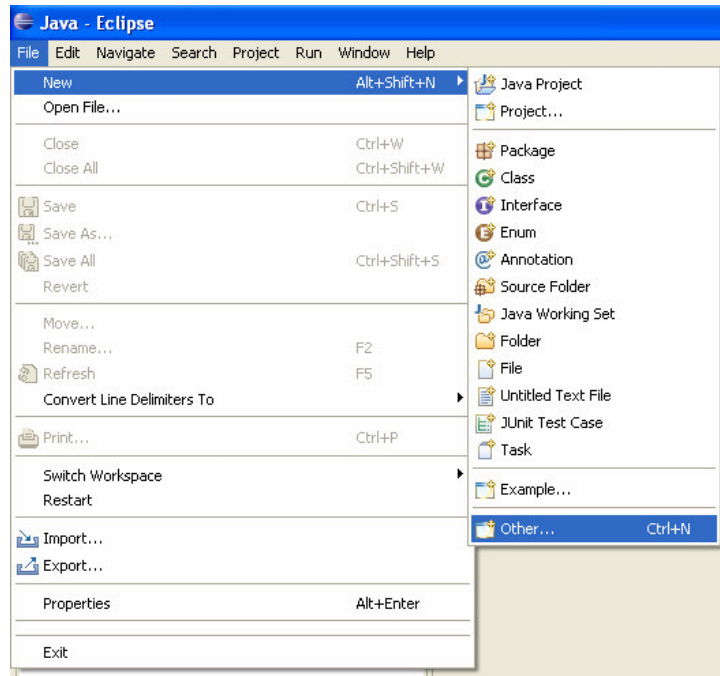 Java - Eclipse
File Edit Navigate Search Project Run Window Help
New Alt+Shift+N
Open File...
Close Ctrl+W
Close All Ctrl+Shift+W
Save Ctrl+S
Save As...
Save All Ctrl+Shift+S
Revert
Move...
Rename... F2
Refresh F5
Convert Line Delimiters To
Print... Ctrl+P
Switch Workspace
Restart
Import...
Export...
Properties Alt+Enter
Exit
Java Project
Project...
Package
Class
Interface
Enum
Annotation
Source Folder
Java Working Set
Folder
File
Untitled Text File
JUnit Test Case
Task
Example...
Other... Ctrl+N